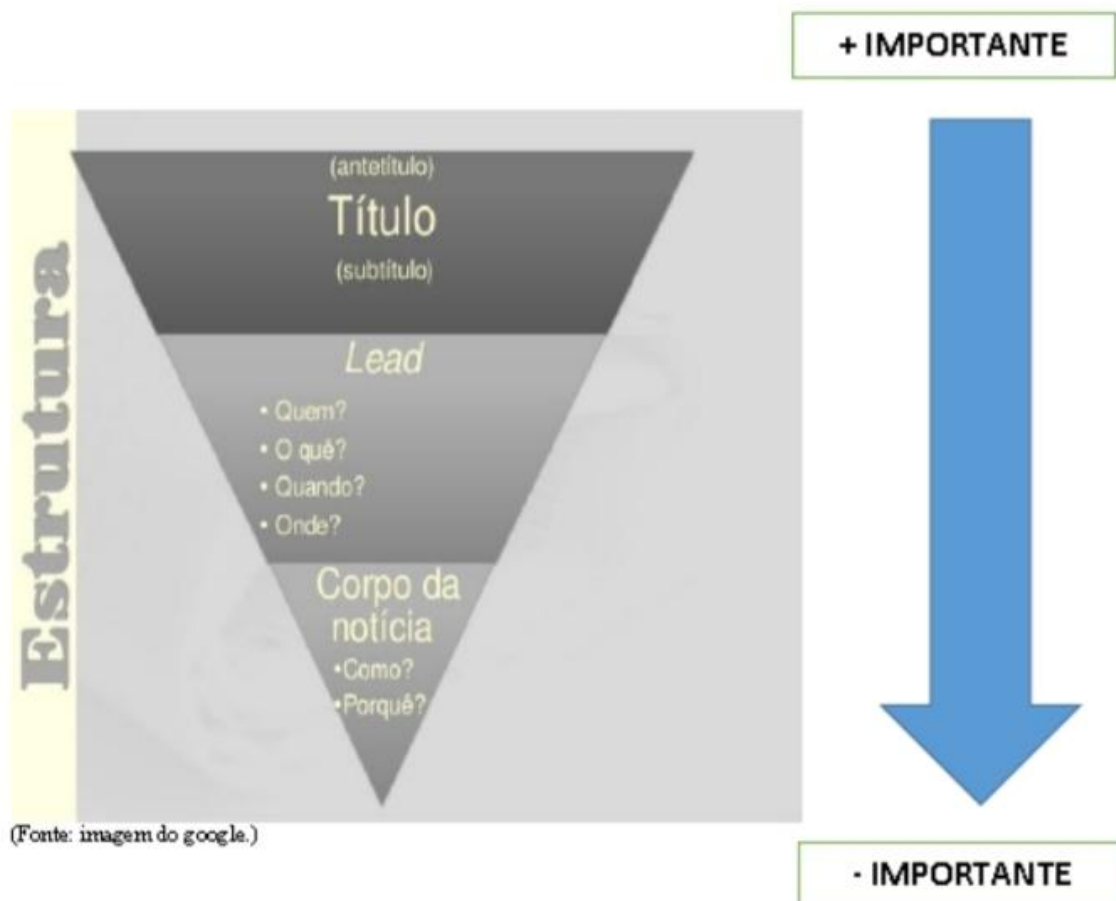 + IMPORTANTE
Estrutura
(antetítulo)
Título
(subtítulo)
Lead
• Quem?
• O quê?
• Quando?
• Onde?
Corpo da
notícia
•Como?
•Porquê?
(Fonte: imagem do google.)
- IMPORTANTE